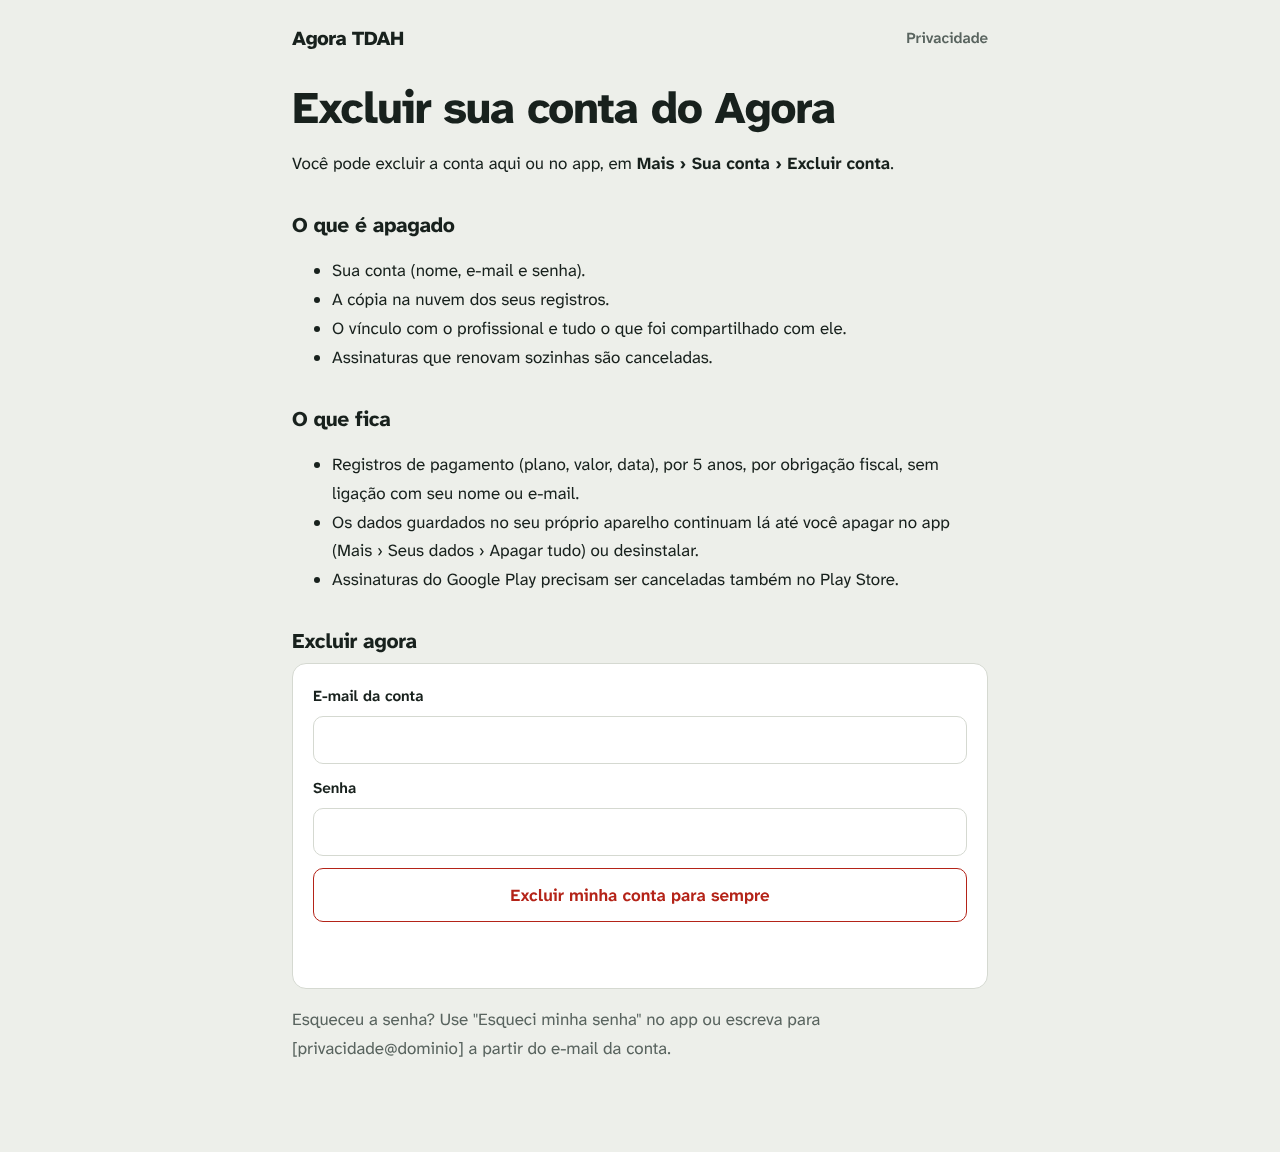 Agora TDAH
Privacidade
Excluir sua conta do Agora
Você pode excluir a conta aqui ou no app, em Mais › Sua conta › Excluir conta.
O que é apagado
• Sua conta (nome, e-mail e senha).
• A cópia na nuvem dos seus registros.
• O vínculo com o profissional e tudo o que foi compartilhado com ele.
• Assinaturas que renovam sozinhas são canceladas.
O que fica
• Registros de pagamento (plano, valor, data), por 5 anos, por obrigação fiscal, sem
ligação com seu nome ou e-mail.
• Os dados guardados no seu próprio aparelho continuam lá até você apagar no app
(Mais › Seus dados › Apagar tudo) ou desinstalar.
• Assinaturas do Google Play precisam ser canceladas também no Play Store.
Excluir agora
E-mail da conta
Senha
Excluir minha conta para sempre
Esqueceu a senha? Use "Esqueci minha senha" no app ou escreva para
[privacidade@dominio] a partir do e-mail da conta.